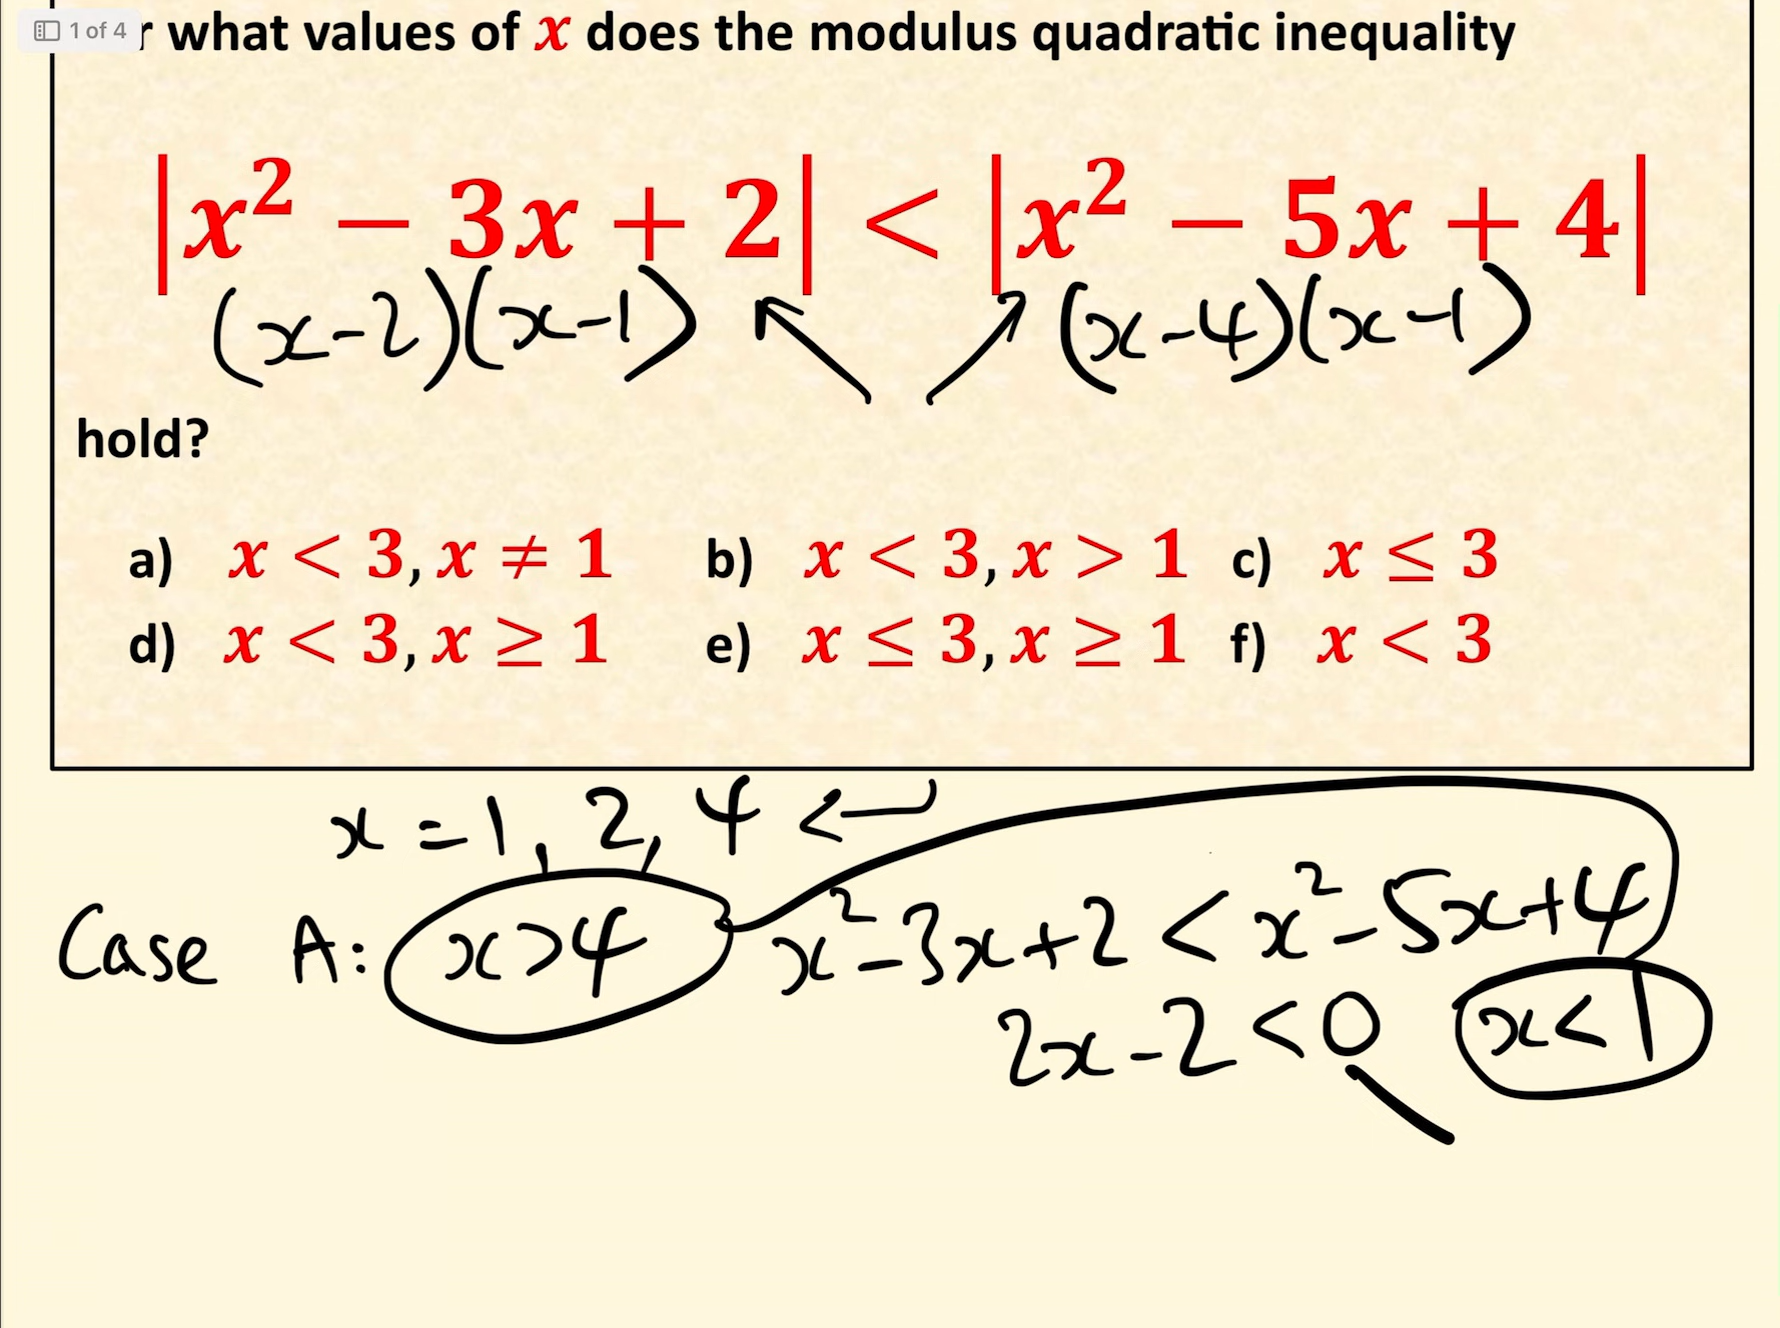 1 of 4
r what values of x does the modulus quadratic inequality
|x² − 3x + 2| < |x² − 5x + 4|
(x-2)(x-1) (x-4)(x-1)
hold?
a) x < 3, x ≠ 1 b) x < 3, x > 1 c) x ≤ 3
d) x < 3, x ≥ 1 e) x ≤ 3, x ≥ 1 f) x < 3
x = 1, 2, 4
Case A: x>4 x²-3x+2 < x²-5x+4
2x-2<0 x<1